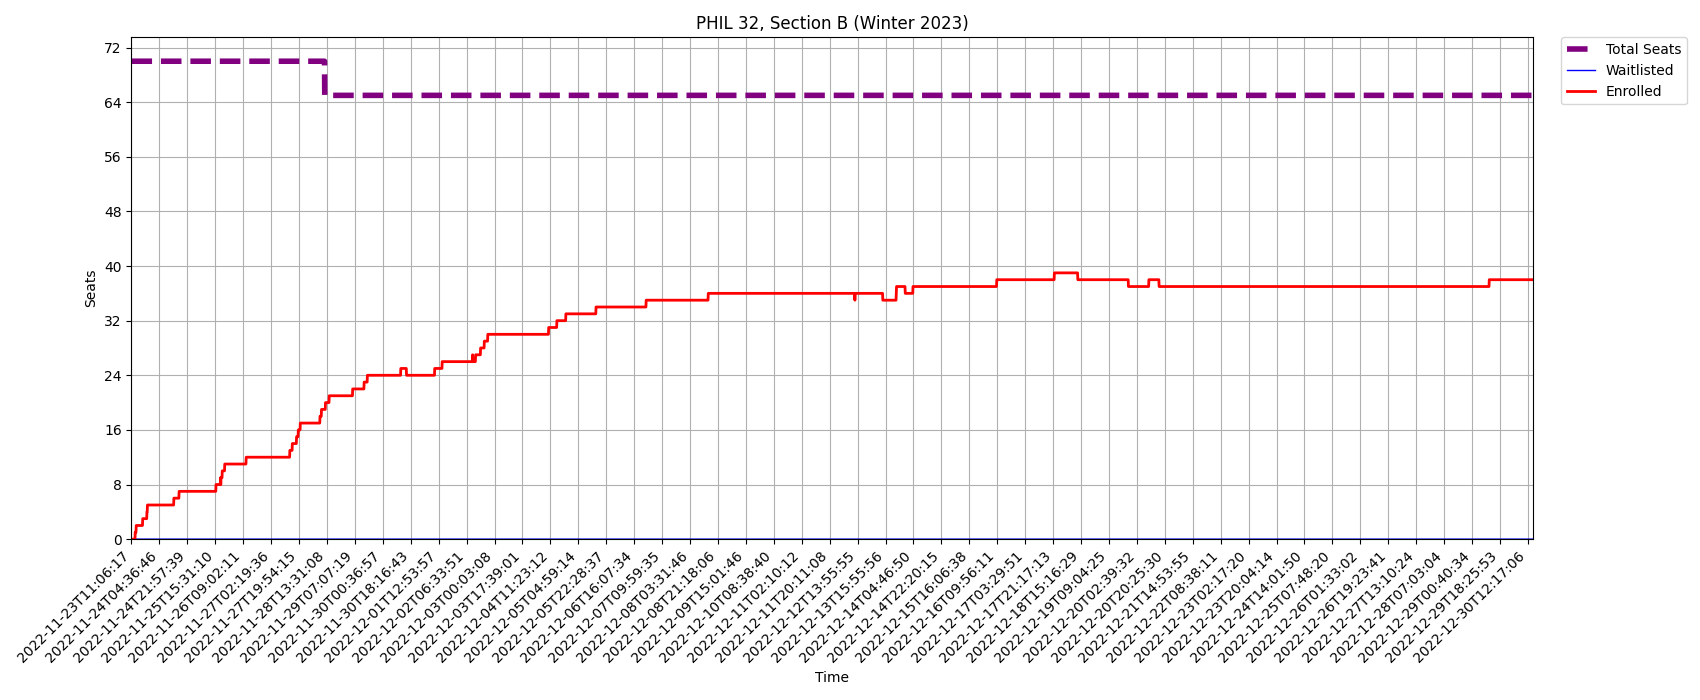 PHIL 32, Section B (Winter 2023)
Total Seats
Waitlisted
Enrolled
72
64
56
48
40
32
24
16
8
0
Seats
2022-11-23T11:06:17
2022-11-24T04:36:46
2022-11-24T21:57:39
2022-11-25T15:31:10
2022-11-26T09:02:11
2022-11-27T02:19:36
2022-11-27T19:54:15
2022-11-28T13:31:08
2022-11-29T07:07:19
2022-11-30T00:36:57
2022-11-30T18:16:43
2022-12-01T12:53:57
2022-12-02T06:33:51
2022-12-03T00:03:08
2022-12-03T17:39:01
2022-12-04T11:23:12
2022-12-05T04:59:14
2022-12-05T22:28:37
2022-12-06T16:07:34
2022-12-07T09:59:35
2022-12-08T03:31:46
2022-12-08T21:18:06
2022-12-09T15:01:46
2022-12-10T08:38:40
2022-12-11T02:10:12
2022-12-11T20:11:08
2022-12-12T13:55:55
2022-12-13T15:55:56
2022-12-14T04:46:50
2022-12-14T22:20:15
2022-12-15T16:06:38
2022-12-16T09:56:11
2022-12-17T03:29:51
2022-12-17T21:17:13
2022-12-18T15:16:29
2022-12-19T09:04:25
2022-12-20T02:39:32
2022-12-20T20:25:30
2022-12-21T14:53:55
2022-12-22T08:38:11
2022-12-23T02:17:20
2022-12-23T20:04:14
2022-12-24T14:01:50
2022-12-25T07:48:20
2022-12-26T01:33:02
2022-12-26T19:23:41
2022-12-27T13:10:24
2022-12-28T07:03:04
2022-12-29T00:40:34
2022-12-29T18:25:53
2022-12-30T12:17:06
Time